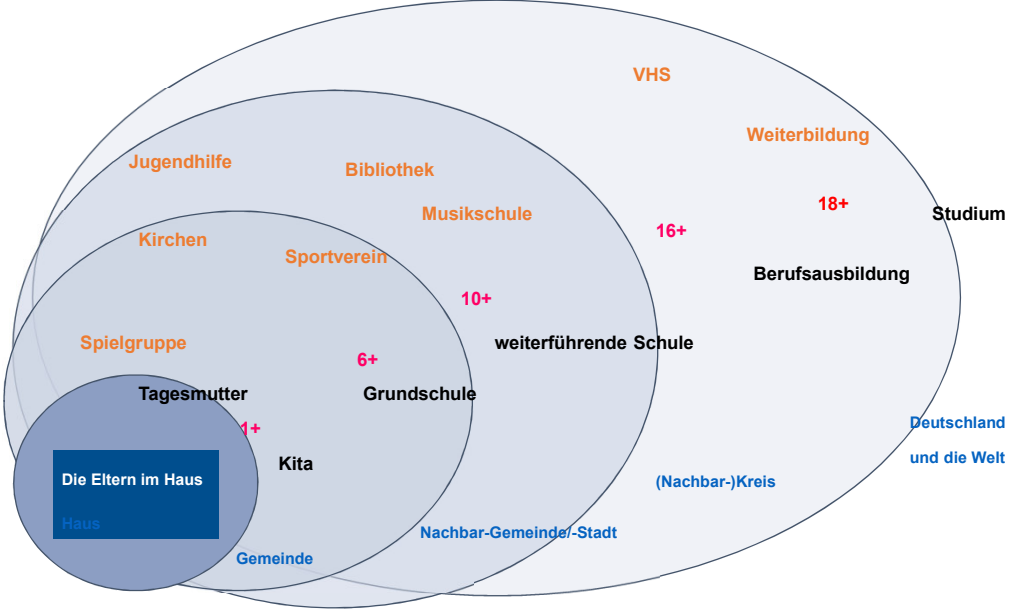 VHS
Weiterbildung
Jugendhilfe
Bibliothek
18+
Musikschule
Studium
16+
Kirchen
Sportverein
Berufsausbildung
10+
Spielgruppe
weiterführende Schule
6+
Tagesmutter
Grundschule
1+
Deutschland
und die Welt
Kita
Die Eltern im Haus
(Nachbar-)Kreis
Haus
Nachbar-Gemeinde/-Stadt
Gemeinde